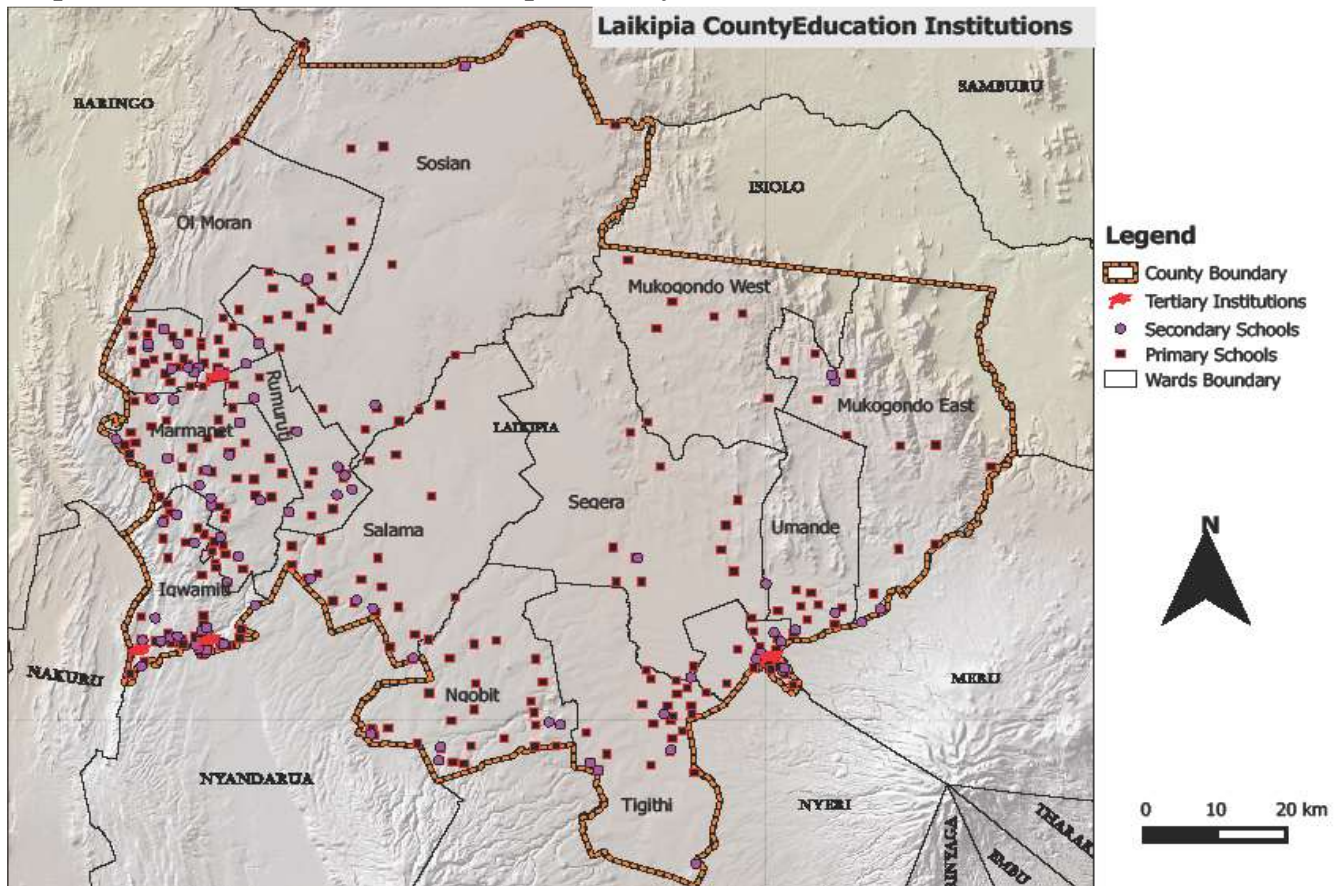 Laikipia CountyEducation Institutions
BARINGO
SAMBURU
Sosian
ISIOLO
Ol Moran
Mukogondo West
Rumuruti
Mukogondo East
Marmanet
LAIKIPIA
Segera
Salama
Umande
NAKURU
MERU
Ngobit
NYANDARUA
NYERI
Tigithi
THARAK
EMBU
RINYAGA
Legend
County Boundary
Tertiary Institutions
Secondary Schools
Primary Schools
Wards Boundary
N
0 10 20 km